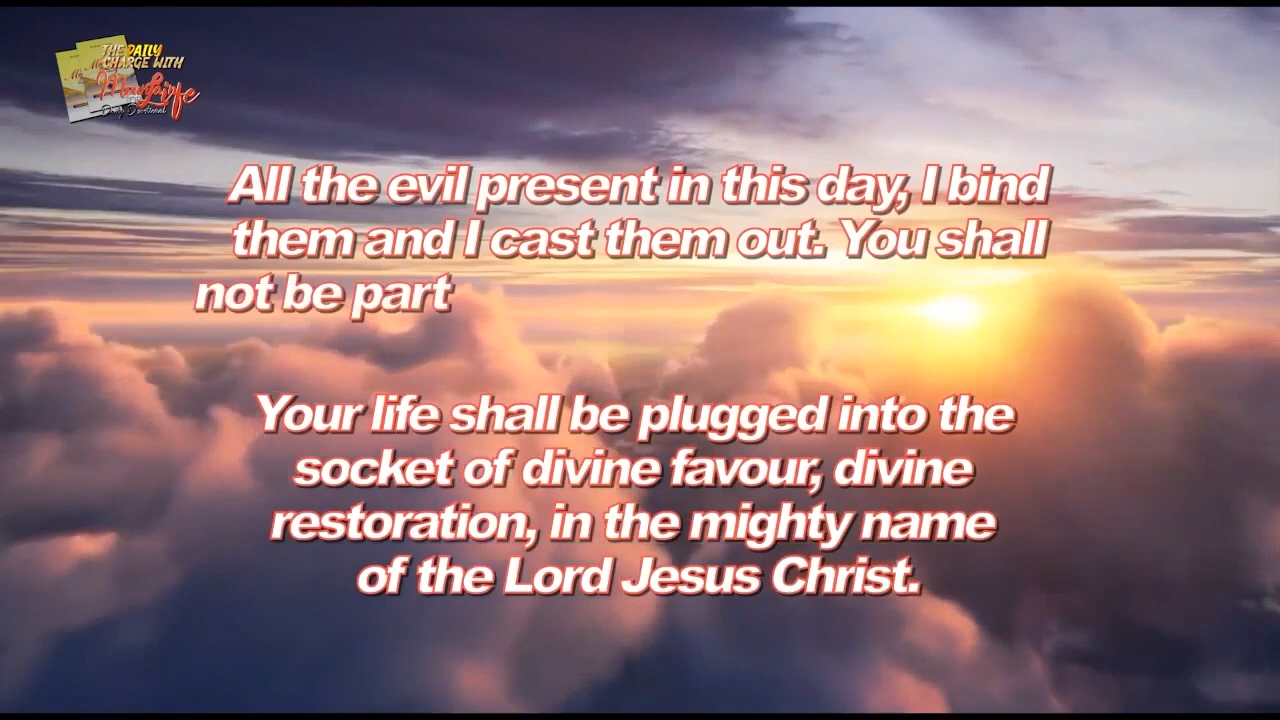 THE DAILY
CHARGE WITH
All the evil present in this day, I bind
them and I cast them out. You shall
not be part
Your life shall be plugged into the
socket of divine favour, divine
restoration, in the mighty name
of the Lord Jesus Christ.